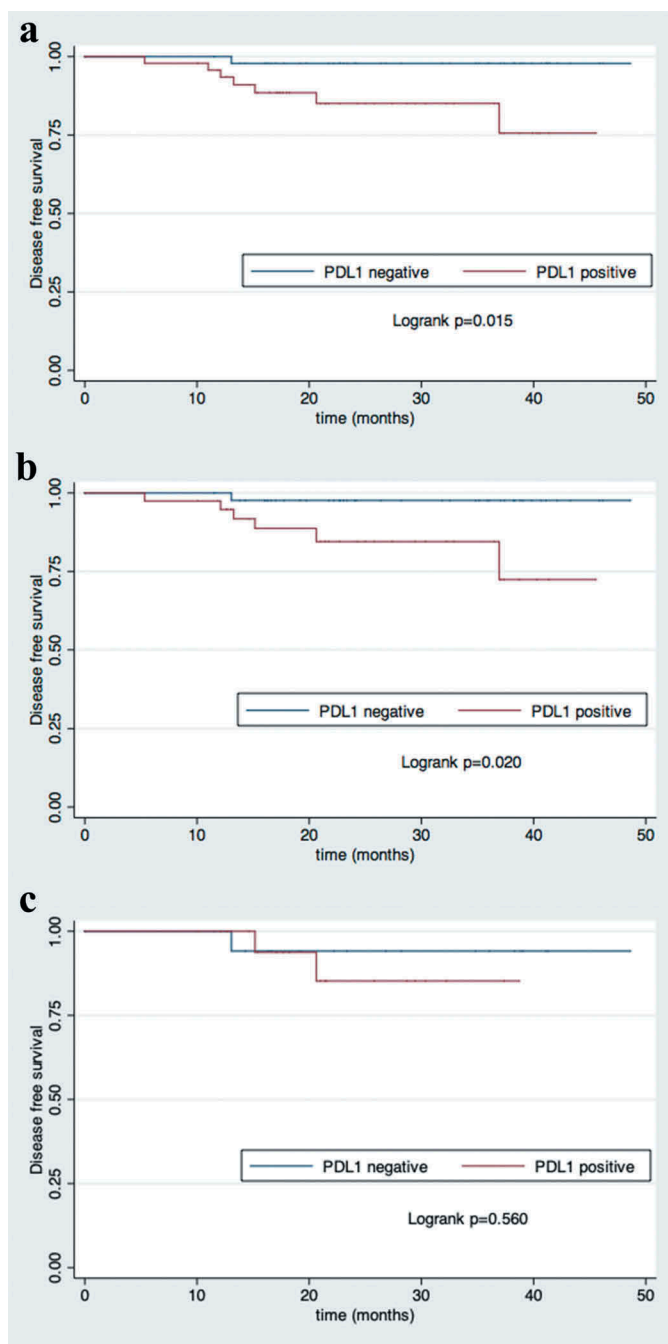 a
1.00
0.75
0.50
0.25
0.00
Disease free survival
PDL1 negative PDL1 positive
Logrank p=0.015
0 10 20 30 40 50
time (months)
b
1.00
0.75
0.50
0.25
0.00
Disease free survival
PDL1 negative PDL1 positive
Logrank p=0.020
0 10 20 30 40 50
time (months)
c
1.00
0.75
0.50
0.25
0.00
Disease free survival
PDL1 negative PDL1 positive
Logrank p=0.560
0 10 20 30 40 50
time (months)